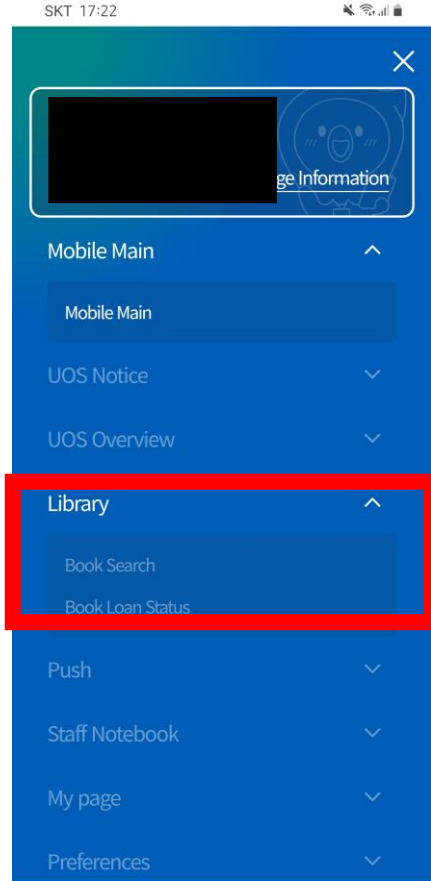 SKT 17:22
ge Information
Mobile Main
Mobile Main
UOS Notice
UOS Overview
Library
Book Search
Book Loan Status
Push
Staff Notebook
My page
Preferences